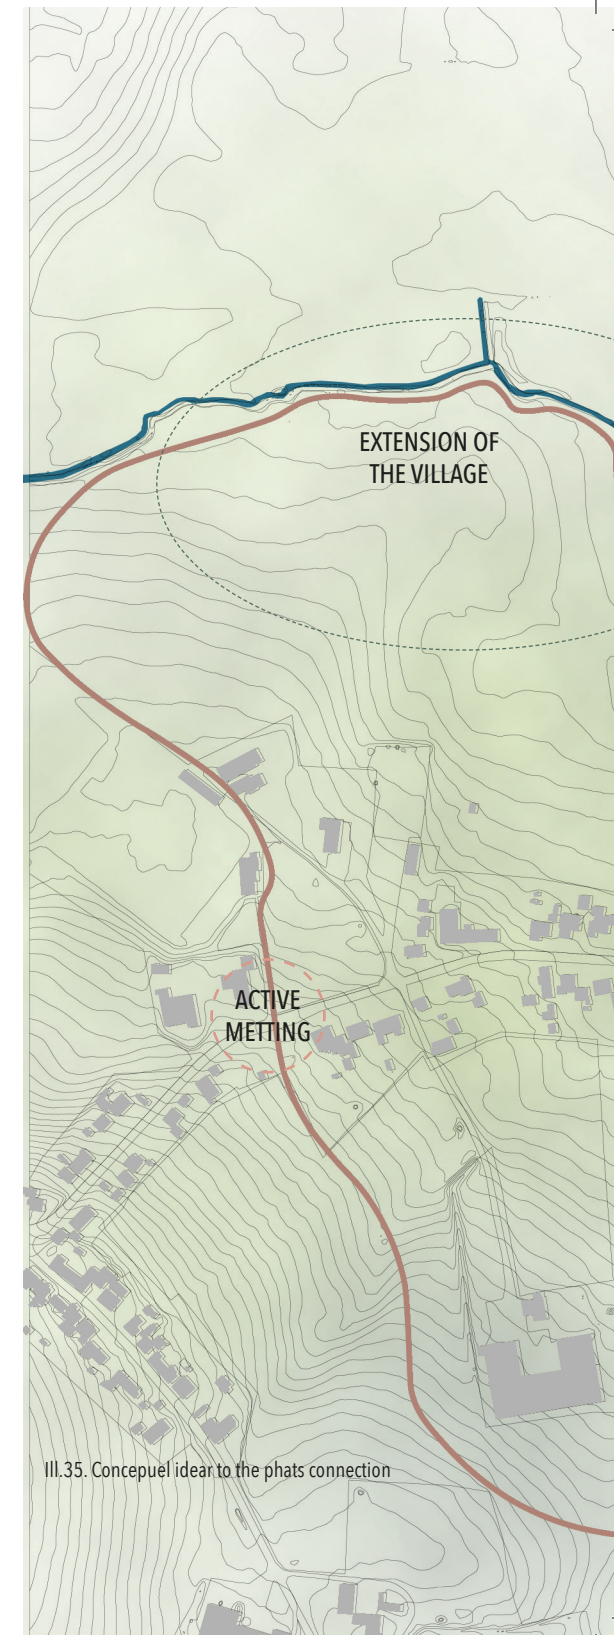 EXTENSION OF
THE VILLAGE
ACTIVE
METTING
Ill.35. Concepuel idear to the phats connection